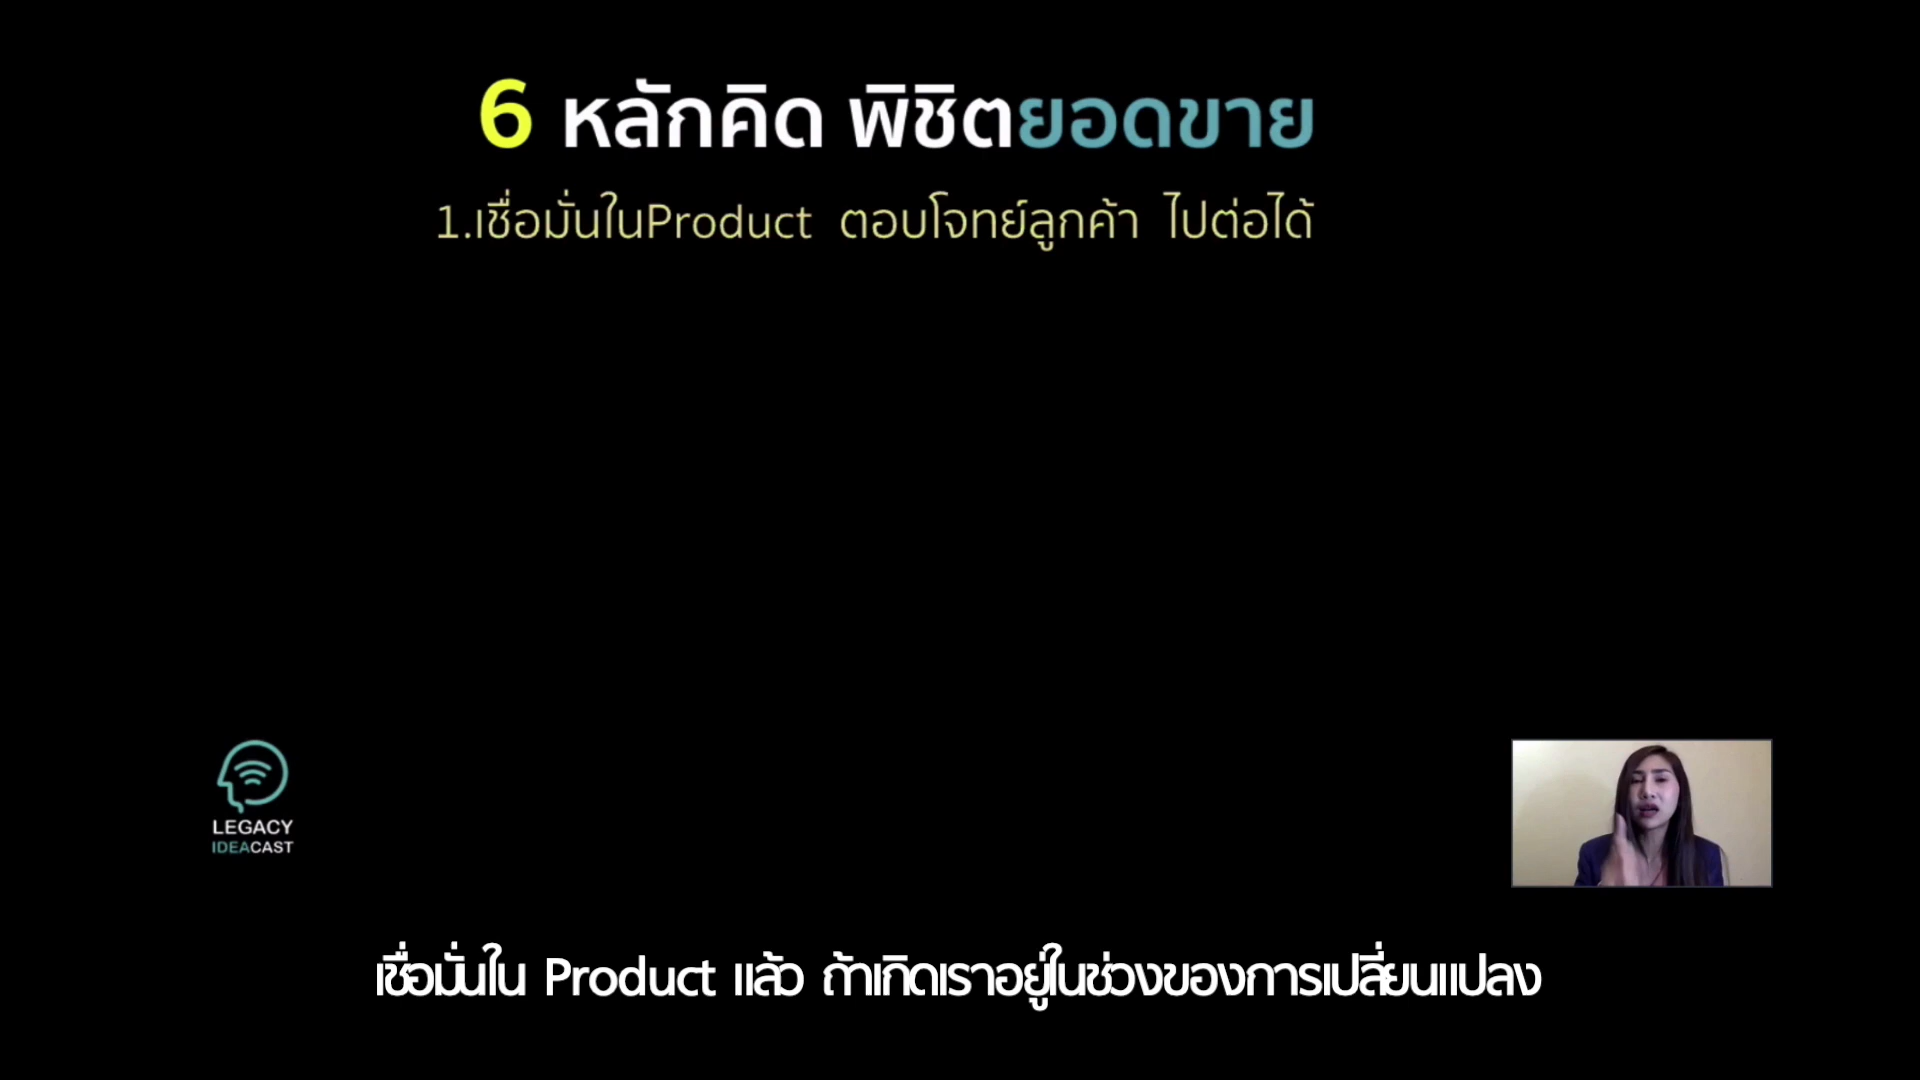 6 หลักคิด พิชิตยอดขาย
1.เชื่อมั่นในProduct ตอบโจทย์ลูกค้า ไปต่อได้
LEGACY
IDEACAST
เชื่อมั่นใน Product แล้ว ถ้าเกิดเราอยู่ในช่วงของการเปลี่ยนแปลง